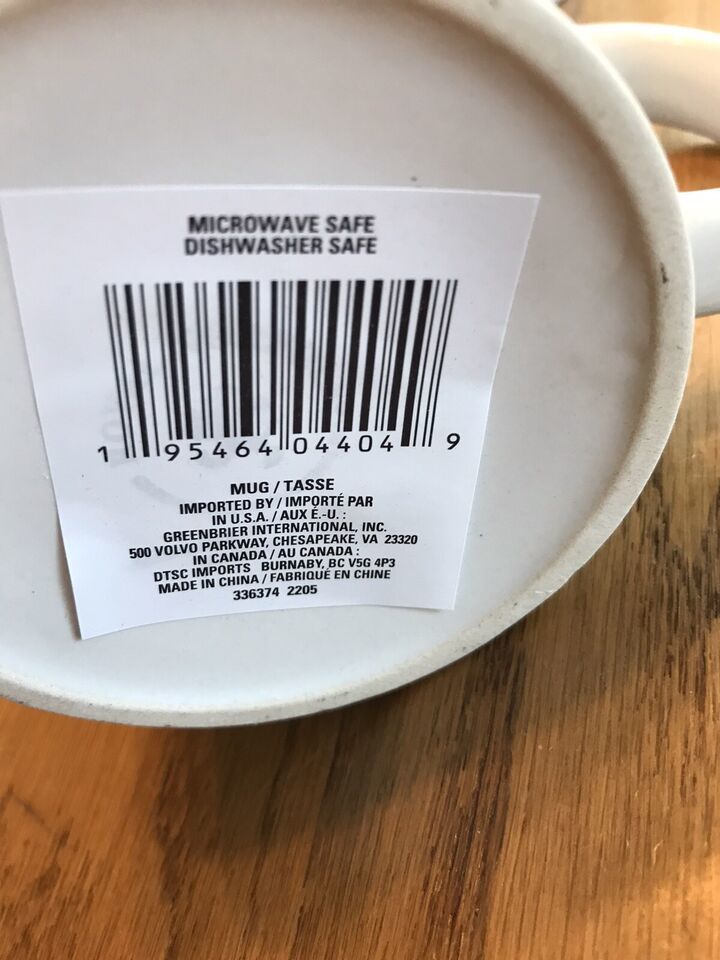 MICROWAVE SAFE
DISHWASHER SAFE
1 95464 04404 9
MUG / TASSE
IMPORTED BY / IMPORTÉ PAR
IN U.S.A. / AUX É.-U. :
GREENBRIER INTERNATIONAL, INC.
500 VOLVO PARKWAY, CHESAPEAKE, VA 23320
IN CANADA / AU CANADA :
DTSC IMPORTS BURNABY, BC V5G 4P3
MADE IN CHINA / FABRIQUÉ EN CHINE
336374 2205